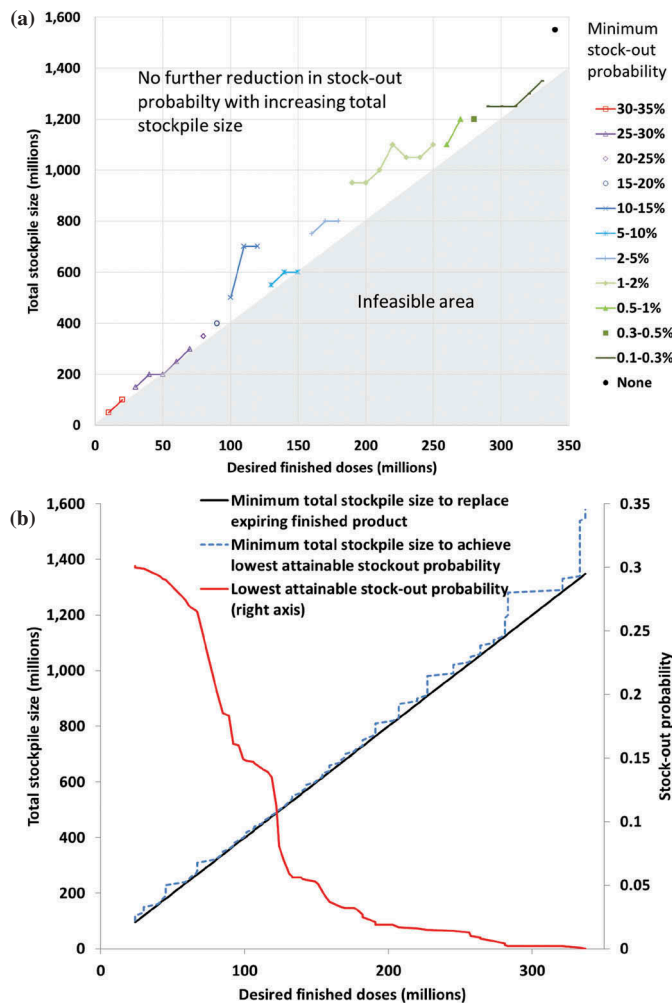 (a)
1,600
1,400
1,200
1,000
800
600
400
200
0
Total stockpile size (millions)
No further reduction in stock-out
probabilty with increasing total
stockpile size
Infeasible area
0 50 100 150 200 250 300 350
Desired finished doses (millions)
Minimum
stock-out
probability
30-35%
25-30%
20-25%
15-20%
10-15%
5-10%
2-5%
1-2%
0.5-1%
0.3-0.5%
0.1-0.3%
None
(b)
1,600
1,400
1,200
1,000
800
600
400
200
0
Total stockpile size (millions)
Minimum total stockpile size to replace
expiring finished product
Minimum total stockpile size to achieve
lowest attainable stockout probability
Lowest attainable stock-out probability
(right axis)
0.35
0.3
0.25
0.2
0.15
0.1
0.05
0
Stock-out probability
0 100 200 300
Desired finished doses (millions)